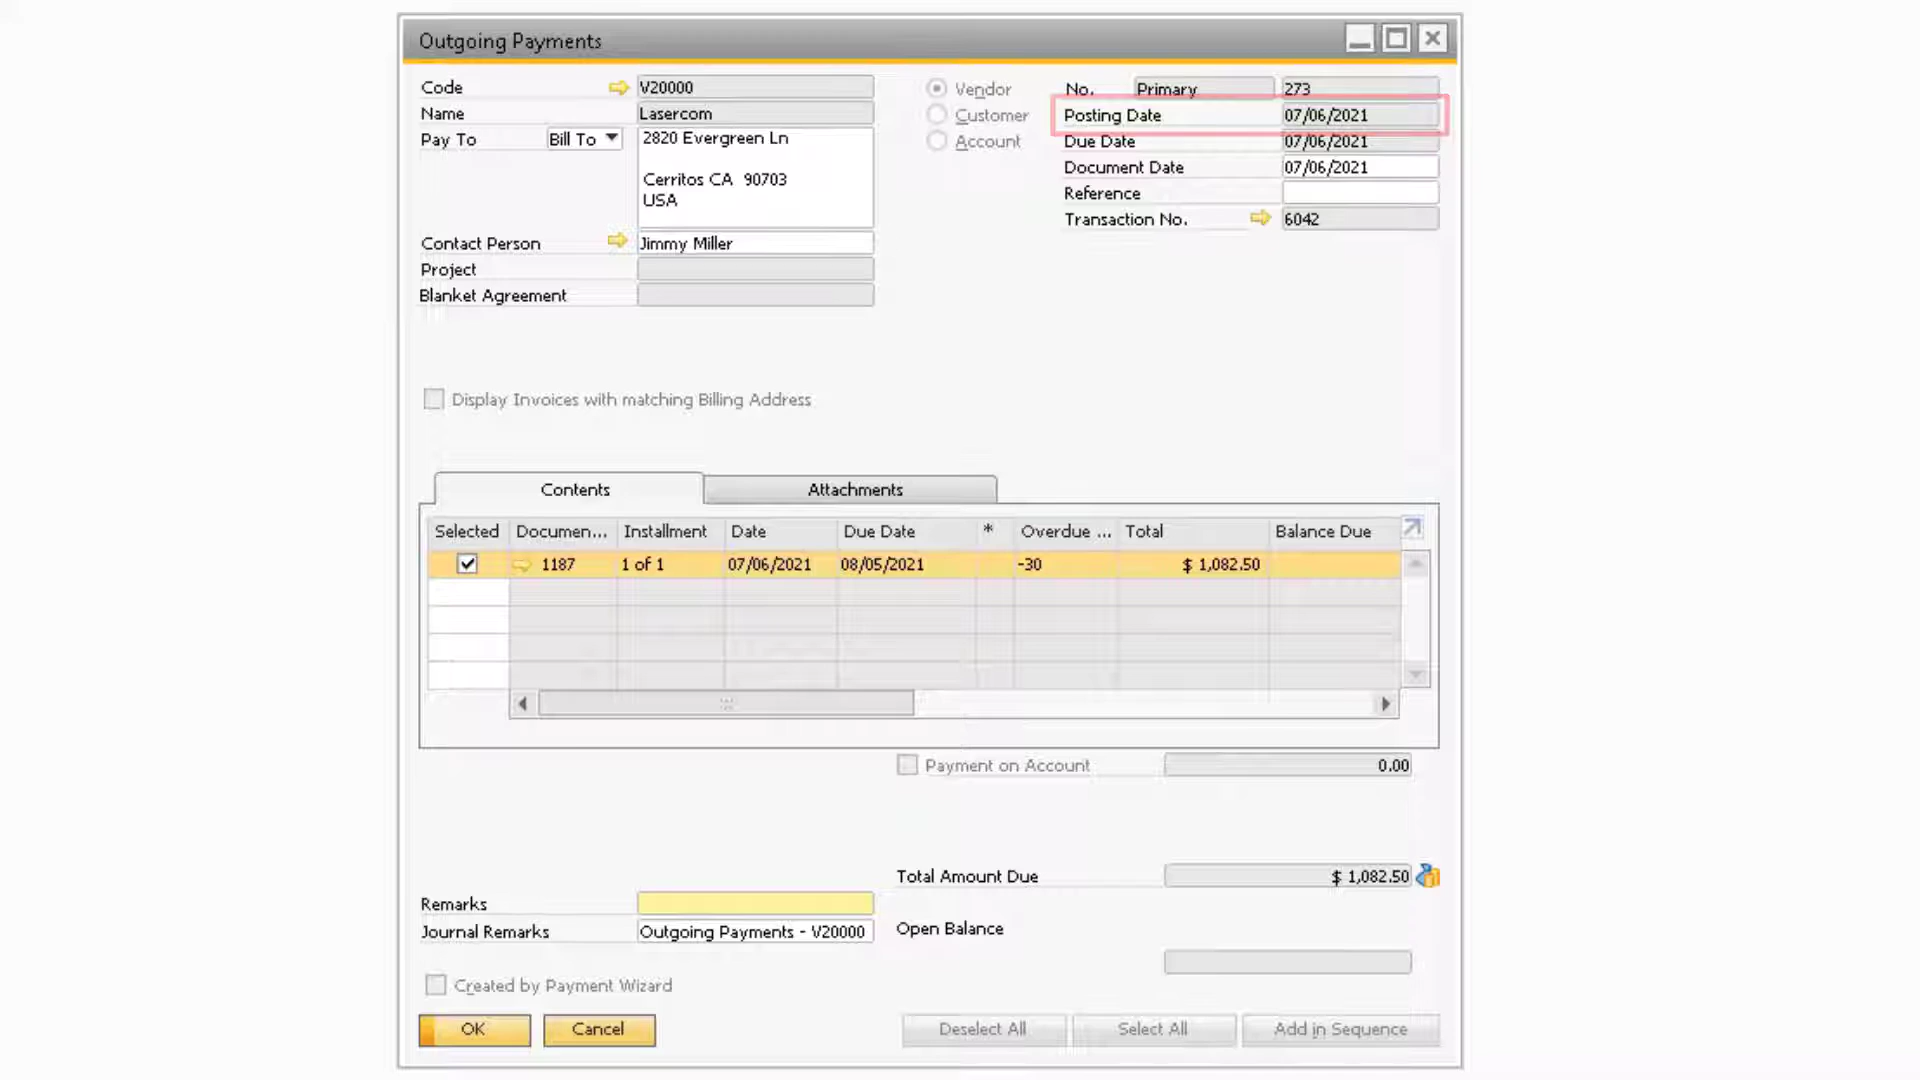 Outgoing Payments
Code V20000
Name Lasercom
Pay To Bill To 2820 Evergreen Ln
Cerritos CA 90703
USA
Contact Person Jimmy Miller
Project
Blanket Agreement
Vendor
Customer
Account
No. Primary 273
Posting Date 07/06/2021
Due Date 07/06/2021
Document Date 07/06/2021
Reference
Transaction No. 6042
Display Invoices with matching Billing Address
Contents Attachments
Selected Documen... Installment Date Due Date * Overdue ... Total Balance Due
1187 1 of 1 07/06/2021 08/05/2021 -30 $ 1,082.50
Payment on Account 0.00
Total Amount Due $ 1,082.50
Remarks
Journal Remarks Outgoing Payments - V20000
Open Balance
Created by Payment Wizard
OK Cancel Deselect All Select All Add in Sequence